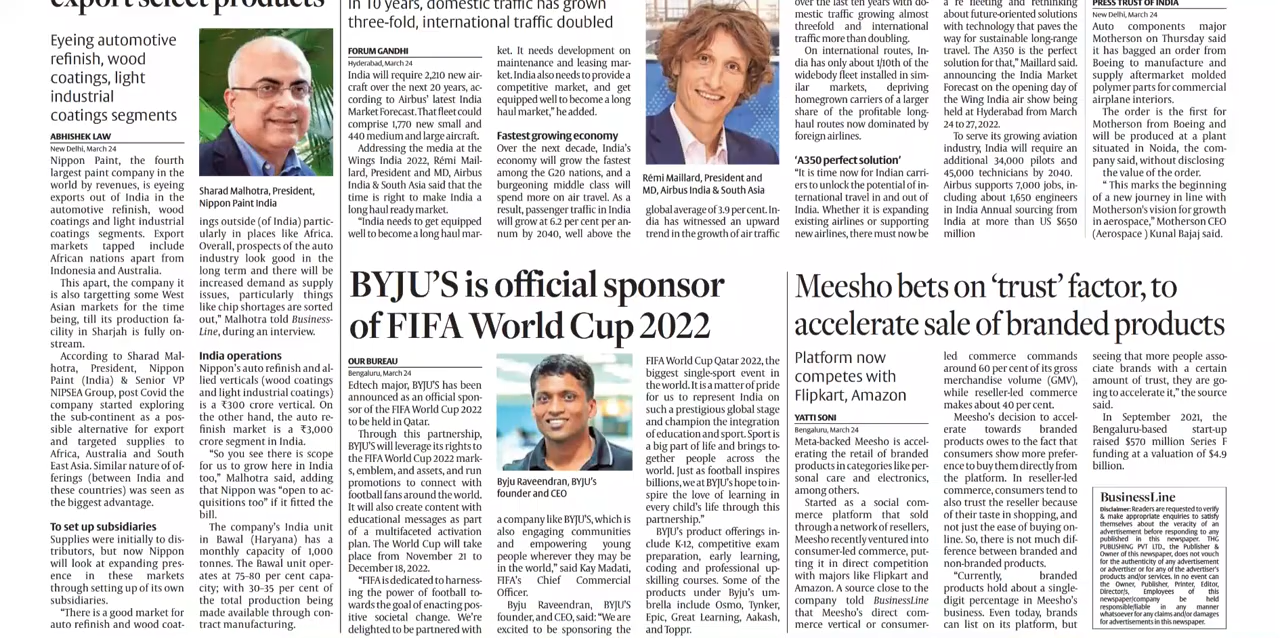 export select products
Eyeing automotive
refinish, wood
coatings, light
industrial
coatings segments
ABHISHEK LAW
New Delhi, March 24
Nippon Paint, the fourth
largest paint company in the
world by revenues, is eyeing
exports out of India in the
automotive refinish, wood
coatings and light industrial
coatings segments. Export
markets tapped include
African nations apart from
Indonesia and Australia.
This apart, the company it
is also targetting some West
Asian markets for the time
being, till its production fa-
cility in Sharjah is fully on-
stream.
According to Sharad Mal-
hotra, President, Nippon
Paint (India) & Senior VP
NIPSEA Group, post Covid the
company started exploring
the sub-continent as a pos-
sible alternative for export
and targeted supplies to
Africa, Australia and South
East Asia. Similar nature of of-
ferings (between India and
these countries) was seen as
the biggest advantage.
To set up subsidiaries
Supplies were initially to dis-
tributors, but now Nippon
will look at expanding pres-
ence in these markets
through setting up of its own
subsidiaries.
“There is a good market for
auto refinish and wood coat-
Sharad Malhotra, President,
Nippon Paint India
ings outside (of India) partic-
ularly in places like Africa.
Overall, prospects of the auto
industry look good in the
long term and there will be
increased demand as supply
issues, particularly things
like chip shortages are sorted
out,” Malhotra told Business-
Line, during an interview.
India operations
Nippon’s auto refinish and al-
lied verticals (wood coatings
and light industrial coatings)
is a ₹300 crore vertical. On
the other hand, the auto re-
finish market is a ₹3,000
crore segment in India.
“So you see there is scope
for us to grow here in India
too,” Malhotra said, adding
that Nippon was “open to ac-
quisitions too” if it fitted the
bill.
The company’s India unit
in Bawal (Haryana) has a
monthly capacity of 1,000
tonnes. The Bawal unit oper-
ates at 75-80 per cent capa-
city; with 30-35 per cent of
the total production being
made available through con-
tract manufacturing.
In 10 years, domestic traffic has grown
three-fold, international traffic doubled
FORUM GANDHI
Hyderabad, March 24
India will require 2,210 new air-
craft over the next 20 years, ac-
cording to Airbus’ latest India
Market Forecast. That fleet could
comprise 1,770 new small and
440 medium and large aircraft.
Addressing the media at the
Wings India 2022, Rémi Mail-
lard, President and MD, Airbus
India & South Asia said that the
time is right to make India a
long haul ready market.
“India needs to get equipped
well to become a long haul mar-
ket. It needs development on
maintenance and leasing mar-
ket. India also needs to provide a
competitive market, and get
equipped well to become a long
haul market,” he added.
Fastest growing economy
Over the next decade, India’s
economy will grow the fastest
among the G20 nations, and a
burgeoning middle class will
spend more on air travel. As a
result, passenger traffic in India
will grow at 6.2 per cent per an-
num by 2040, well above the
Rémi Maillard, President and
MD, Airbus India & South Asia
global average of 3.9 per cent. In-
dia has witnessed an upward
trend in the growth of air traffic
over the last ten years with do-
mestic traffic growing almost
threefold and international
traffic more than doubling.
On international routes, In-
dia has only about 1/10th of the
widebody fleet installed in sim-
ilar markets, depriving
homegrown carriers of a larger
share of the profitable long-
haul routes now dominated by
foreign airlines.
‘A350 perfect solution’
“It is time now for Indian carri-
ers to unlock the potential of in-
ternational travel in and out of
India. Whether it is expanding
existing airlines or supporting
new airlines, there must now be
a re fleeting and rethinking
about future-oriented solutions
with technology that paves the
way for sustainable long-range
travel. The A350 is the perfect
solution for that,” Maillard said.
announcing the India Market
Forecast on the opening day of
the Wing India air show being
held at Hyderabad from March
24 to 27, 2022.
To serve its growing aviation
industry, India will require an
additional 34,000 pilots and
45,000 technicians by 2040.
Airbus supports 7,000 jobs, in-
cluding about 1,650 engineers
in India Annual sourcing from
India at more than US $650
million
PRESS TRUST OF INDIA
New Delhi, March 24
Auto components major
Motherson on Thursday said
it has bagged an order from
Boeing to manufacture and
supply aftermarket molded
polymer parts for commercial
airplane interiors.
The order is the first for
Motherson from Boeing and
will be produced at a plant
situated in Noida, the com-
pany said, without disclosing
the value of the order.
“ This marks the beginning
of a new journey in line with
Motherson’s vision for growth
in aerospace,” Motherson CEO
(Aerospace ) Kunal Bajaj said.
BYJU’S is official sponsor
of FIFA World Cup 2022
OUR BUREAU
Bengaluru, March 24
Edtech major, BYJU’S has been
announced as an official spon-
sor of the FIFA World Cup 2022
to be held in Qatar.
Through this partnership,
BYJU’S will leverage its rights to
the FIFA World Cup 2022 mark-
s, emblem, and assets, and run
promotions to connect with
football fans around the world.
It will also create content with
educational messages as part
of a multifaceted activation
plan. The World Cup will take
place from November 21 to
December 18, 2022.
“FIFA is dedicated to harness-
ing the power of football to-
wards the goal of enacting pos-
itive societal change. We’re
delighted to be partnered with
Byju Raveendran, BYJU’S
founder and CEO
a company like BYJU’S, which is
also engaging communities
and empowering young
people wherever they may be
in the world,” said Kay Madati,
FIFA’s Chief Commercial
Officer.
Byju Raveendran, BYJU’S
founder, and CEO, said: “We are
excited to be sponsoring the
FIFA World Cup Qatar 2022, the
biggest single-sport event in
the world. It is a matter of pride
for us to represent India on
such a prestigious global stage
and champion the integration
of education and sport. Sport is
a big part of life and brings to-
gether people across the
world. Just as football inspires
billions, we at BYJU’S hope to in-
spire the love of learning in
every child’s life through this
partnership.”
BYJU’S product offerings in-
clude K-12, competitive exam
preparation, early learning,
coding and professional up-
skilling courses. Some of the
products under Byju’s um-
brella include Osmo, Tynker,
Epic, Great Learning, Aakash,
and Toppr.
Meesho bets on ‘trust’ factor, to
accelerate sale of branded products
Platform now
competes with
Flipkart, Amazon
YATTI SONI
Bengaluru, March 24
Meta-backed Meesho is accel-
erating the retail of branded
products in categories like per-
sonal care and electronics,
among others.
Started as a social com-
merce platform that sold
through a network of resellers,
Meesho recently ventured into
consumer-led commerce, put-
ting it in direct competition
with majors like Flipkart and
Amazon. A source close to the
company told BusinessLine
that Meesho’s direct com-
merce vertical or consumer-
led commerce commands
around 60 per cent of its gross
merchandise volume (GMV),
while reseller-led commerce
makes about 40 per cent.
Meesho’s decision to accel-
erate towards branded
products owes to the fact that
consumers show more prefer-
ence to buy them directly from
the platform. In reseller-led
commerce, consumers tend to
also trust the reseller because
of their taste in shopping, and
not just the ease of buying on-
line. So, there is not much dif-
ference between branded and
non-branded products.
“Currently, branded
products hold about a single-
digit percentage in Meesho’s
business. Even today, brands
can list on its platform, but
seeing that more people asso-
ciate brands with a certain
amount of trust, they are go-
ing to accelerate it,” the source
said.
In September 2021, the
Bengaluru-based start-up
raised $570 million Series F
funding at a valuation of $4.9
billion.
BusinessLine
Disclaimer: Readers are requested to verify
& make appropriate enquiries to satisfy
themselves about the veracity of an
advertisement before responding to any
published in this newspaper. THG
PUBLISHING PVT LTD., the Publisher &
Owner of this newspaper, does not vouch
for the authenticity of any advertisement
or advertiser or for any of the advertiser’s
products and/or services. In no event can
the Owner, Publisher, Printer, Editor,
Director/s, Employees of this
newspaper/company be held
responsible/liable in any manner
whatsoever for any claims and/or damages
for advertisements in this newspaper.